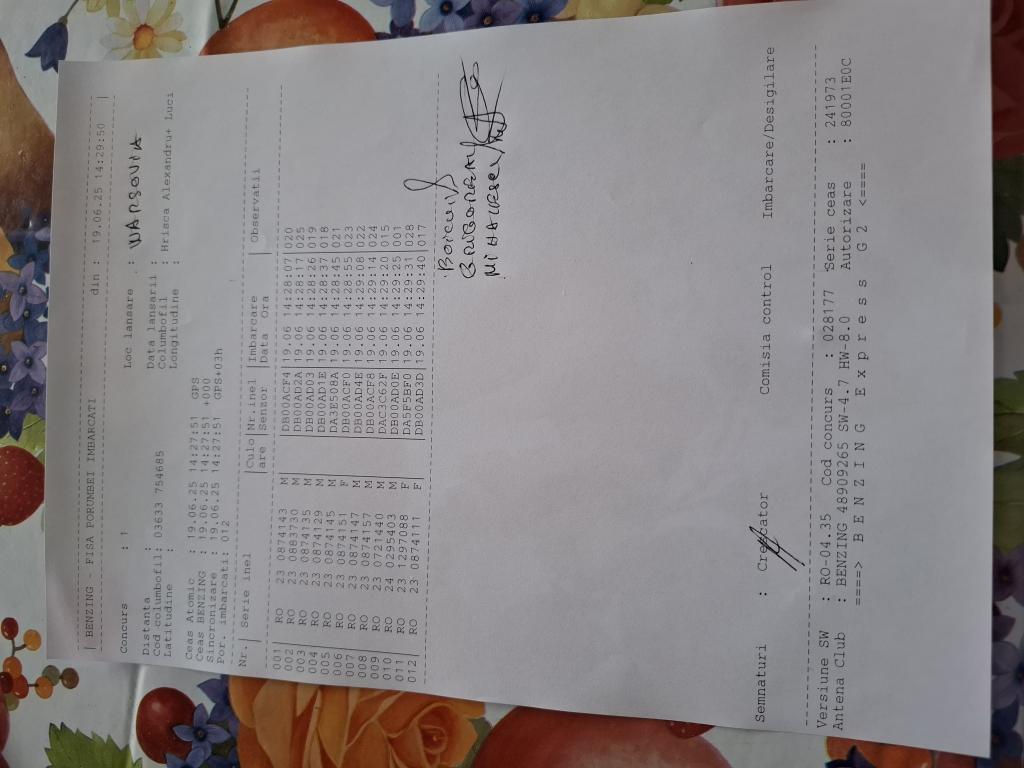 | BENZING - FISA PORUMBEI IMBARCATI din : 19.06.25 14:29:50 |
Concurs : 1 Loc lansare : WARSOVIA
Distanta : Data lansarii :
Cod columbofil: 03633 754685 Columbofil : Hrisca Alexandru+ Luci
Latitudine : Longitudine :
Ceas Atomic : 19.06.25 14:27:51 GPS
Ceas BENZING : 19.06.25 14:27:51 +000
Sincronizare : 19.06.25 14:27:51 GPS+03h
Por. imbarcati: 012
Nr.| Serie inel |Culo|Nr.inel |Imbarcare | Observatii
| |are |Senzor |Data Ora |
001| RO 23 0874143 M | |DB00ACF4|19.06 14:28:07|020
002| RO 23 0883730 M | |DB00AD2A|19.06 14:28:17|025
003| RO 23 0874135 M | |DB00AD03|19.06 14:28:26|019
004| RO 23 0874129 M | |DB00AD1E|19.06 14:28:37|018
005| RO 23 0874145 M | |DA3E508A|19.06 14:28:45|021
006| RO 23 0874151 F | |DB00ACF0|19.06 14:28:55|023
007| RO 23 0874147 M | |DB00AD4E|19.06 14:29:08|022
008| RO 23 0874157 M | |DB00ACF8|19.06 14:29:14|024
009| RO 23 0724440 M | |DAC3C62F|19.06 14:29:20|015
010| RO 24 0295403 M | |DB00AD0E|19.06 14:29:25|001
011| RO 23 1297088 F | |DA0F5BFD|19.06 14:29:31|028
012| RO 23 0874111 F | |DB00AD3D|19.06 14:29:40|017
Semnaturi : Crescator Comisia control Imbarcare/Desigilare
Versiune SW : RO-04.35 Cod concurs : 028177 Serie ceas : 241973
Antena Club : BENZING 48909265 SW-4.7 HW-8.0 Autorizare : 80001E0C
====> B E N Z I N G E x p r e s s G 2 <====